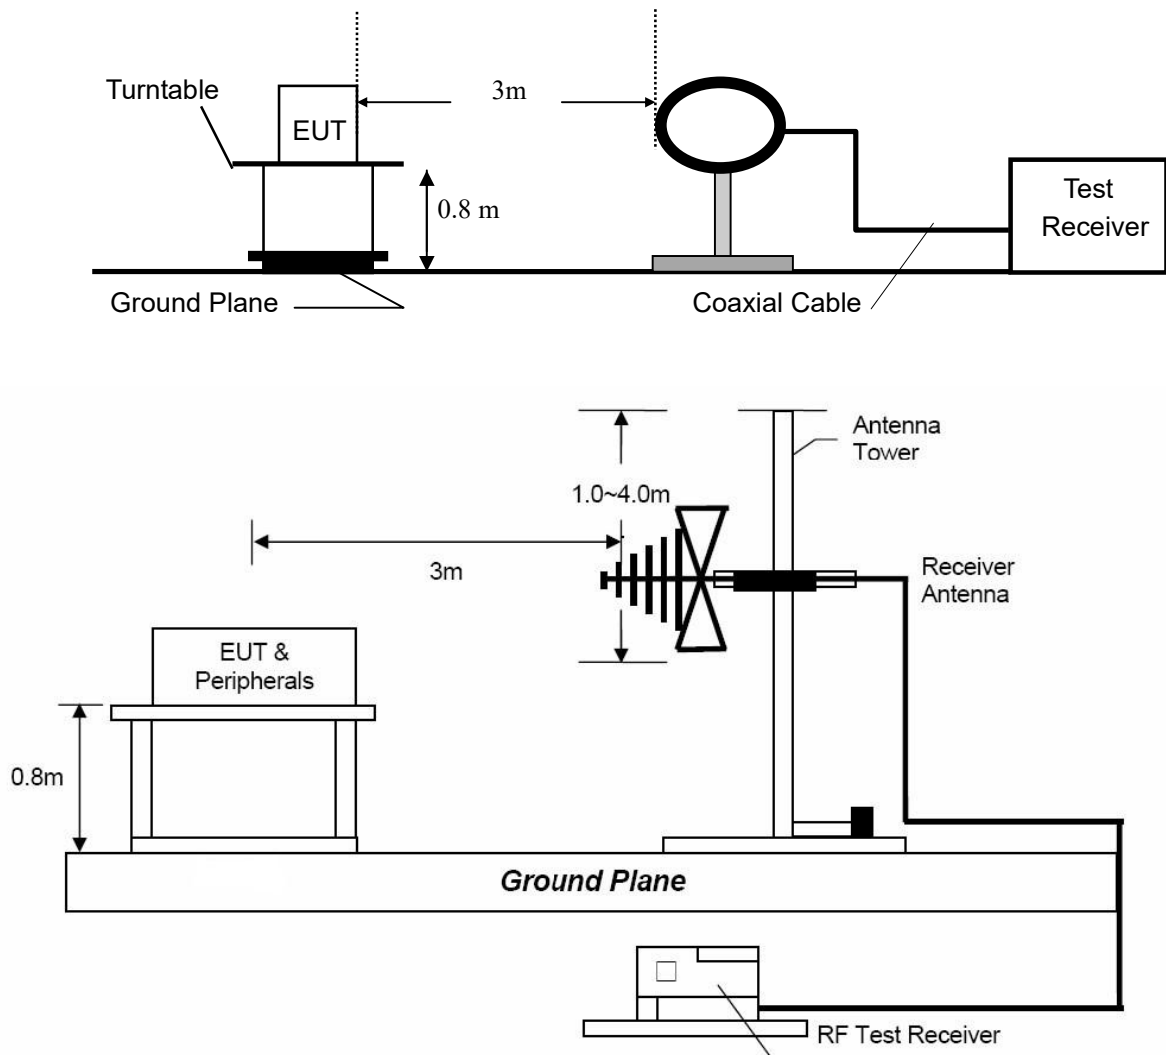 Turntable
3m
EUT
0.8 m
Test
Receiver
Ground Plane
Coaxial Cable
Antenna
Tower
1.0~4.0m
3m
Receiver
Antenna
EUT &
Peripherals
0.8m
Ground Plane
RF Test Receiver